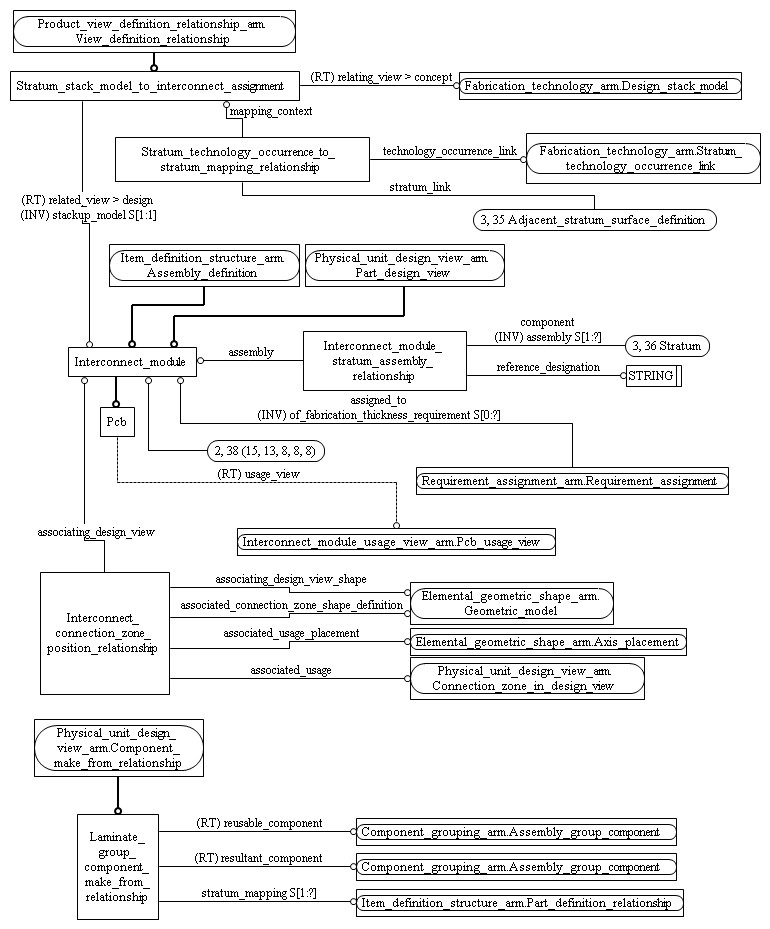 Product_view_definition_relationship_arm.
View_definition_relationship
Stratum_stack_model_to_interconnect_assignment
(RT) relating_view > concept
Fabrication_technology_arm.Design_stack_model
mapping_context
Stratum_technology_occurrence_to_
stratum_mapping_relationship
technology_occurrence_link
Fabrication_technology_arm.Stratum_
technology_occurrence_link
stratum_link
3, 35 Adjacent_stratum_surface_definition
(RT) related_view > design
(INV) stackup_model S[1:1]
Item_definition_structure_arm.
Assembly_definition
Physical_unit_design_view_arm.
Part_design_view
Interconnect_module
assembly
Interconnect_module_
stratum_assembly_
relationship
component
(INV) assembly S[1:?]
3, 36 Stratum
reference_designation
STRING
Pcb
assigned_to
(INV) of_fabrication_thickness_requirement S[0:?]
2, 38 (15, 13, 8, 8, 8)
(RT) usage_view
Requirement_assignment_arm.Requirement_assignment
associating_design_view
Interconnect_module_usage_view_arm.Pcb_usage_view
Interconnect_
connection_zone_
position_relationship
associating_design_view_shape
associated_connection_zone_shape_definition
Elemental_geometric_shape_arm.
Geometric_model
associated_usage_placement
Elemental_geometric_shape_arm.Axis_placement
associated_usage
Physical_unit_design_view_arm.
Connection_zone_in_design_view
Physical_unit_design_
view_arm.Component_
make_from_relationship
Laminate_
group_
component_
make_from_
relationship
(RT) reusable_component
Component_grouping_arm.Assembly_group_component
(RT) resultant_component
Component_grouping_arm.Assembly_group_component
stratum_mapping S[1:?]
Item_definition_structure_arm.Part_definition_relationship